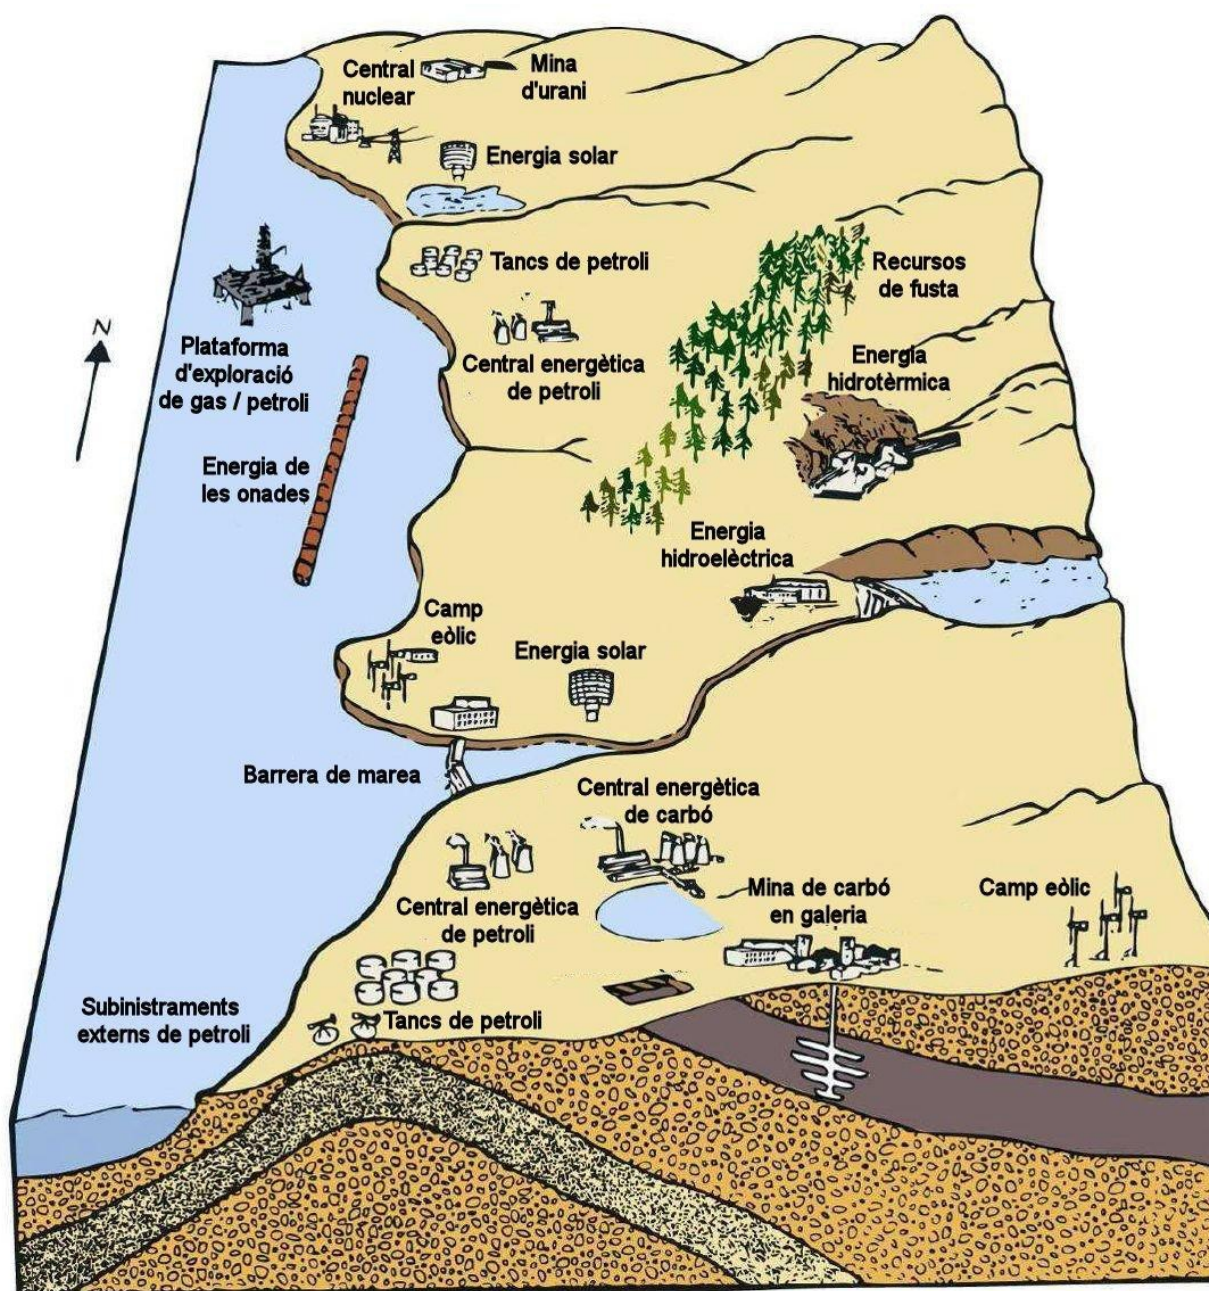 Central
nuclear
Mina
d'urani
Energia solar
Tancs de petroli
Recursos
de fusta
N
Plataforma
d'exploració
de gas / petroli
Central energètica
de petroli
Energia
hidrotèrmica
Energia de
les onades
Energia
hidroelèctrica
Camp
eòlic
Energia solar
Barrera de marea
Central energètica
de carbó
Central energètica
de petroli
Mina de carbó
en galeria
Camp eòlic
Subinistraments
externs de petroli
Tancs de petroli